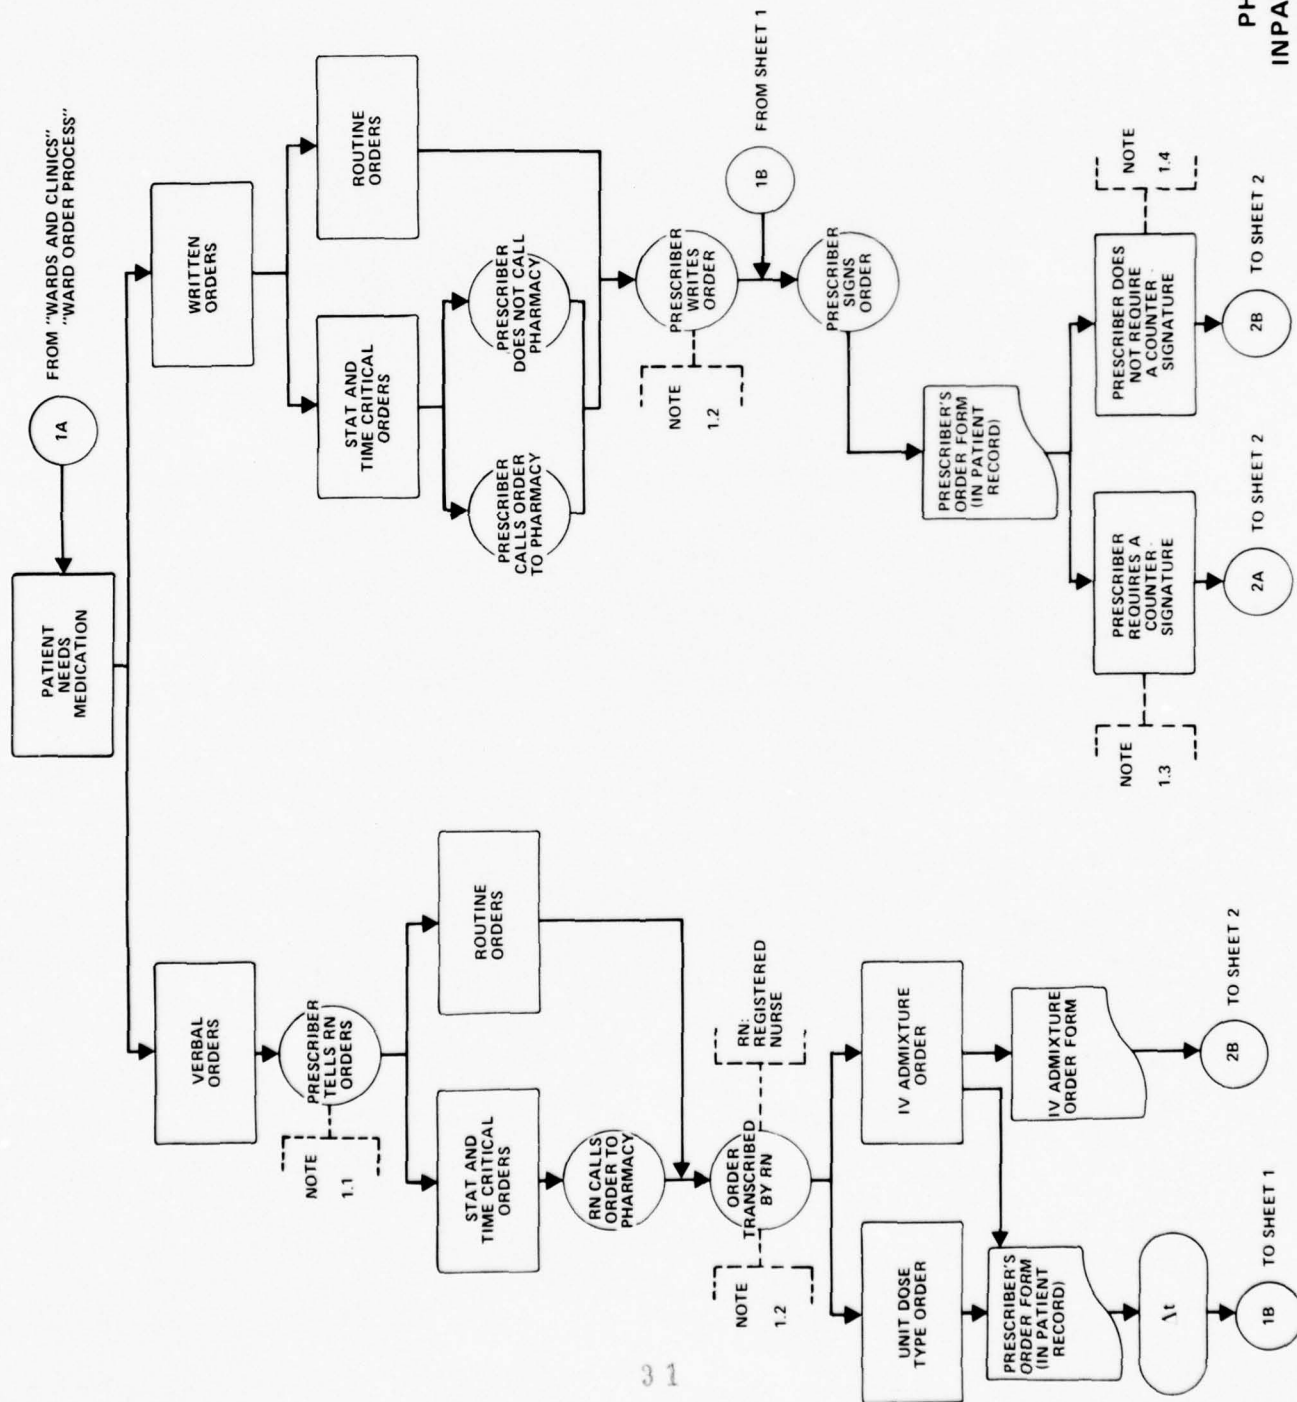 FROM "WARDS AND CLINICS"
"WARD ORDER PROCESS"
1A
PATIENT
NEEDS
MEDICATION
VERBAL
ORDERS
WRITTEN
ORDERS
NOTE
1.1
PRESCRIBER
TELLS RN
ORDERS
STAT AND
TIME CRITICAL
ORDERS
ROUTINE
ORDERS
RN CALLS
ORDER TO
PHARMACY
NOTE
1.2
ORDER
TRANSCRIBED
BY RN
RN:
REGISTERED
NURSE
UNIT DOSE
TYPE ORDER
IV ADMIXTURE
ORDER
PRESCRIBER'S
ORDER FORM
(IN PATIENT
RECORD)
IV ADMIXTURE
ORDER FORM
Δt
1B
TO SHEET 1
2B
TO SHEET 2
STAT AND
TIME CRITICAL
ORDERS
ROUTINE
ORDERS
PRESCRIBER
CALLS ORDER
TO PHARMACY
PRESCRIBER
DOES NOT CALL
PHARMACY
NOTE
1.2
PRESCRIBER
WRITES
ORDER
1B
FROM SHEET 1
PRESCRIBER
SIGNS
ORDER
PRESCRIBER'S
ORDER FORM
(IN PATIENT
RECORD)
NOTE
1.3
PRESCRIBER
REQUIRES A
COUNTER-
SIGNATURE
PRESCRIBER DOES
NOT REQUIRE
A COUNTER-
SIGNATURE
NOTE
1.4
2A
TO SHEET 2
2B
TO SHEET 2
PH
INPA
31